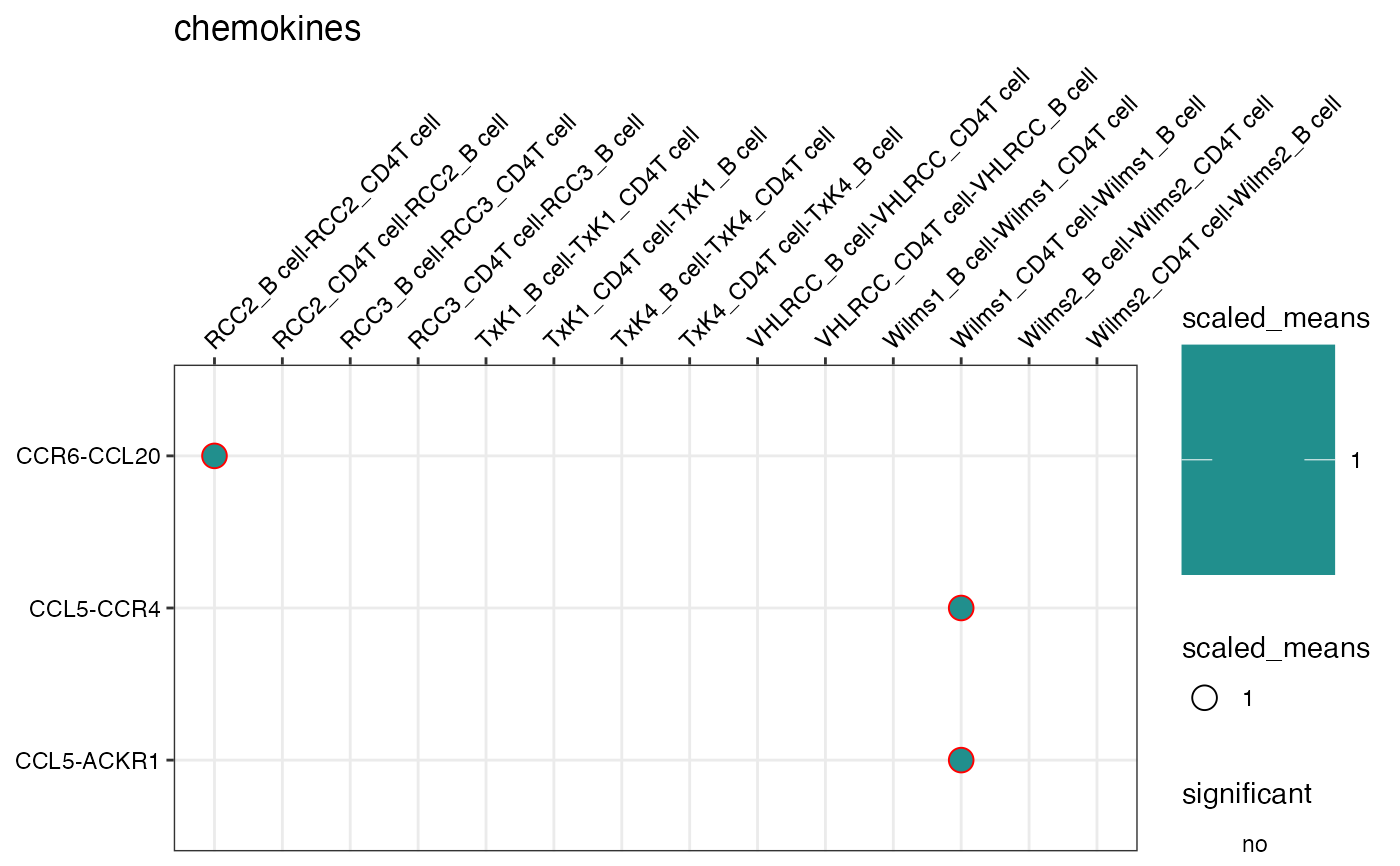 chemokines
RCC2_B cell-RCC2_CD4T cell
RCC2_CD4T cell-RCC2_B cell
RCC3_B cell-RCC3_CD4T cell
RCC3_CD4T cell-RCC3_B cell
TxK1_B cell-TxK1_CD4T cell
TxK1_CD4T cell-TxK1_B cell
TxK4_B cell-TxK4_CD4T cell
TxK4_CD4T cell-TxK4_B cell
VHLRCC_B cell-VHLRCC_CD4T cell
VHLRCC_CD4T cell-VHLRCC_B cell
Wilms1_B cell-Wilms1_CD4T cell
Wilms1_CD4T cell-Wilms1_B cell
Wilms2_B cell-Wilms2_CD4T cell
Wilms2_CD4T cell-Wilms2_B cell
CCR6-CCL20
CCL5-CCR4
CCL5-ACKR1
scaled_means
1
scaled_means
1
significant
no